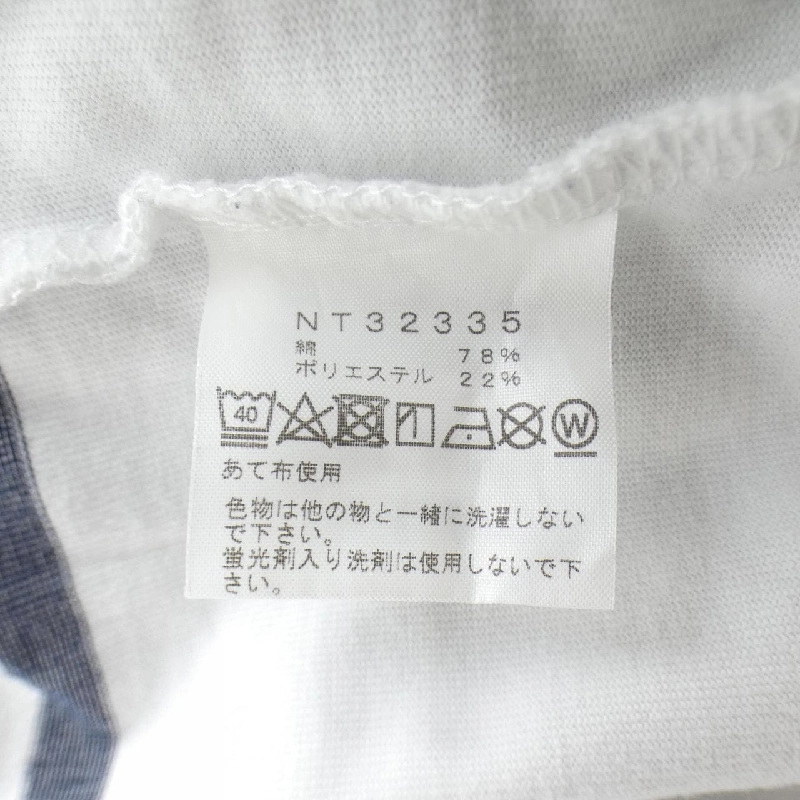 NT32335
綿 78%
ポリエステル 22%
40 W
あて布使用
色物は他の物と一緒に洗濯しない
で下さい。
蛍光剤入り洗剤は使用しないで下
さい。